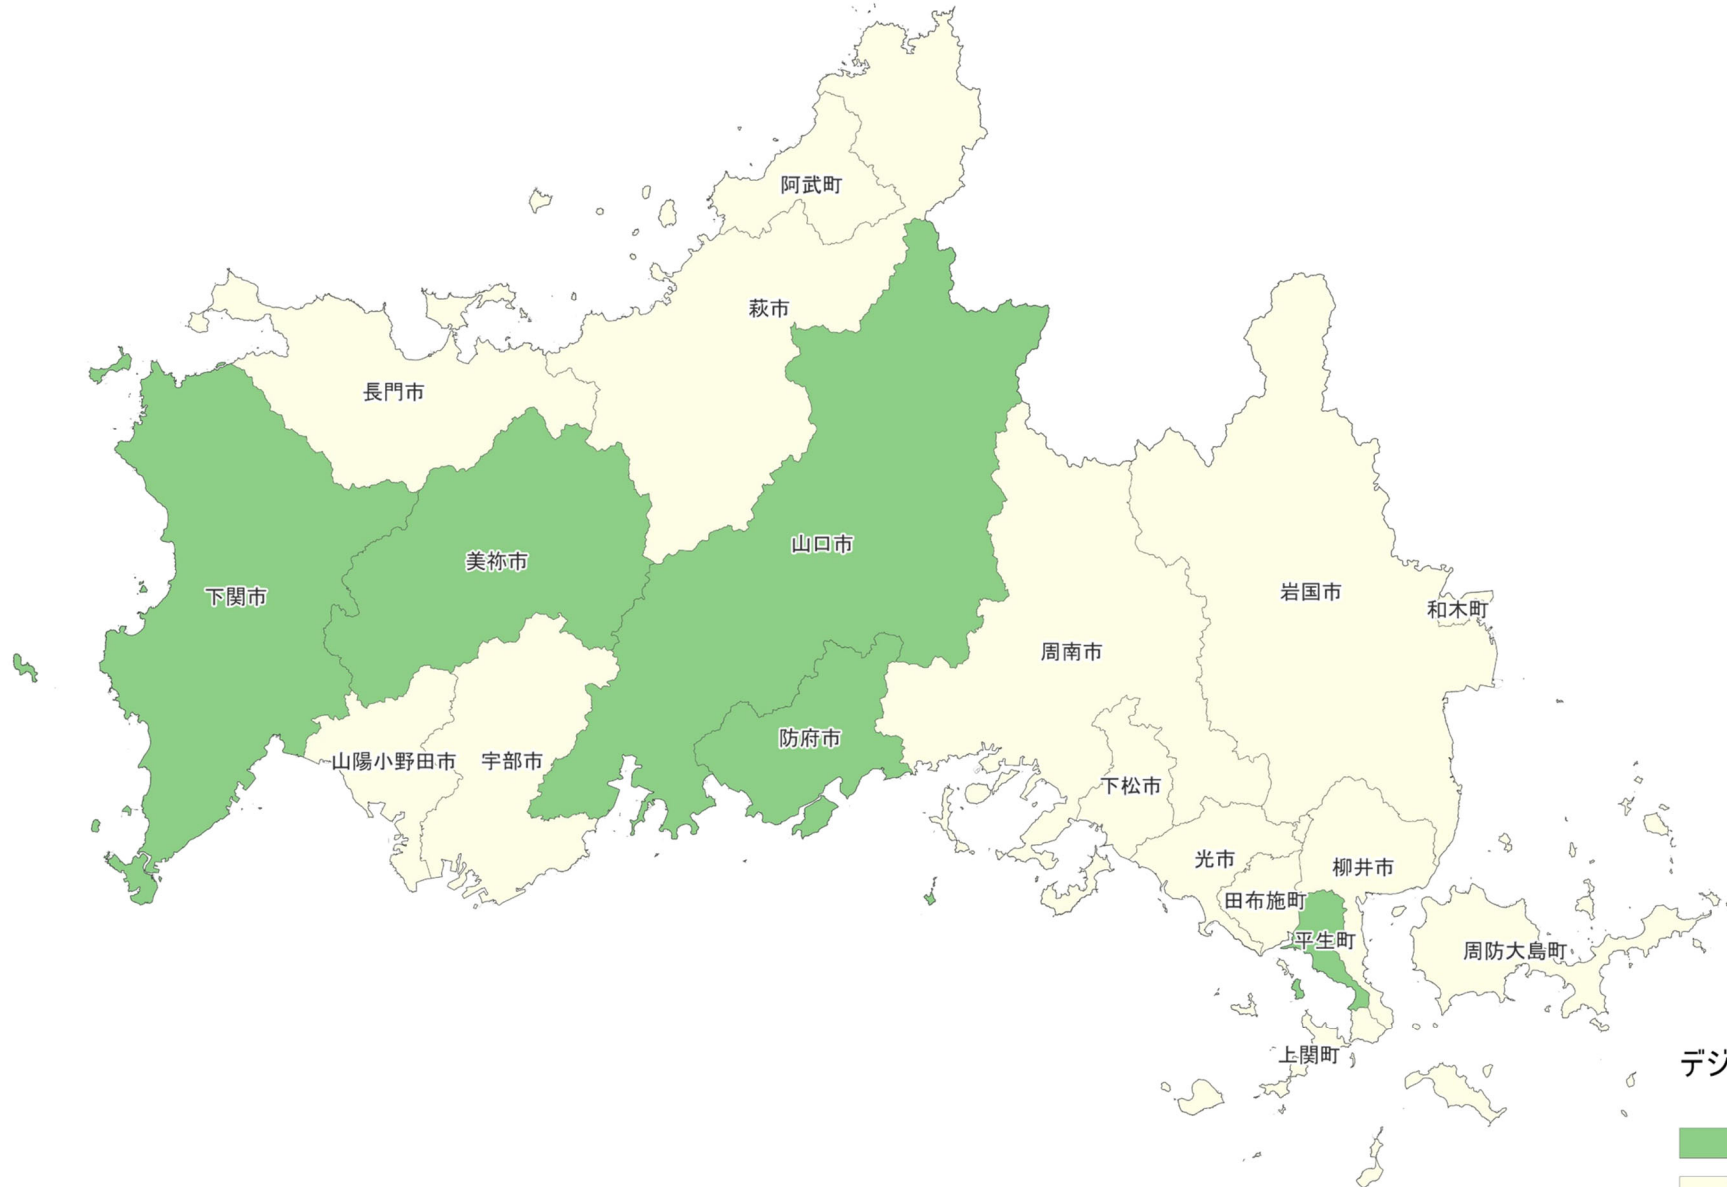 阿武町
萩市
長門市
山口市
美祢市
下関市
岩国市
和木町
周南市
防府市
山陽小野田市
宇部市
下松市
光市
柳井市
田布施町
平生町
周防大島町
上関町
デジ